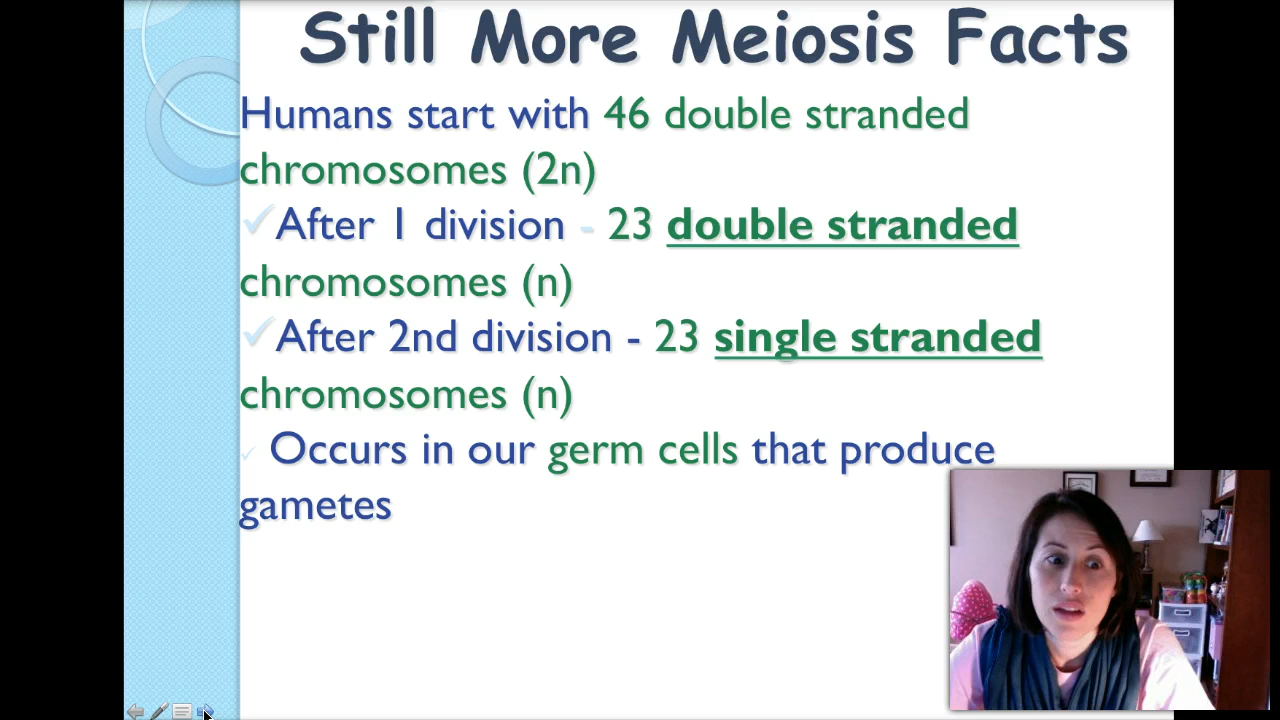 Still More Meiosis Facts
Humans start with 46 double stranded
chromosomes (2n)
✓After 1 division - 23 double stranded
chromosomes (n)
✓After 2nd division - 23 single stranded
chromosomes (n)
✓ Occurs in our germ cells that produce
gametes